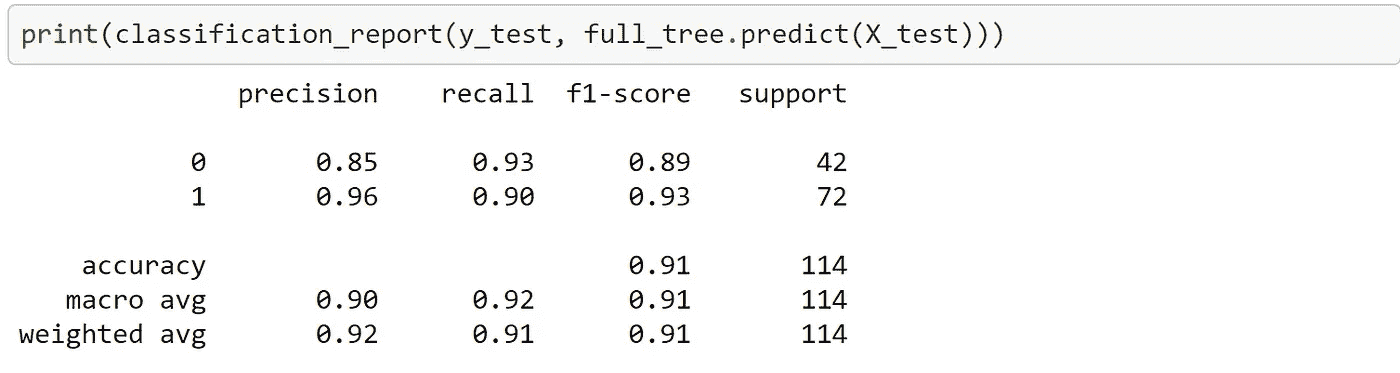 print(classification_report(y_test, full_tree.predict(X_test)))
precision recall f1-score support
0 0.85 0.93 0.89 42
1 0.96 0.90 0.93 72
accuracy 0.91 114
macro avg 0.90 0.92 0.91 114
weighted avg 0.92 0.91 0.91 114